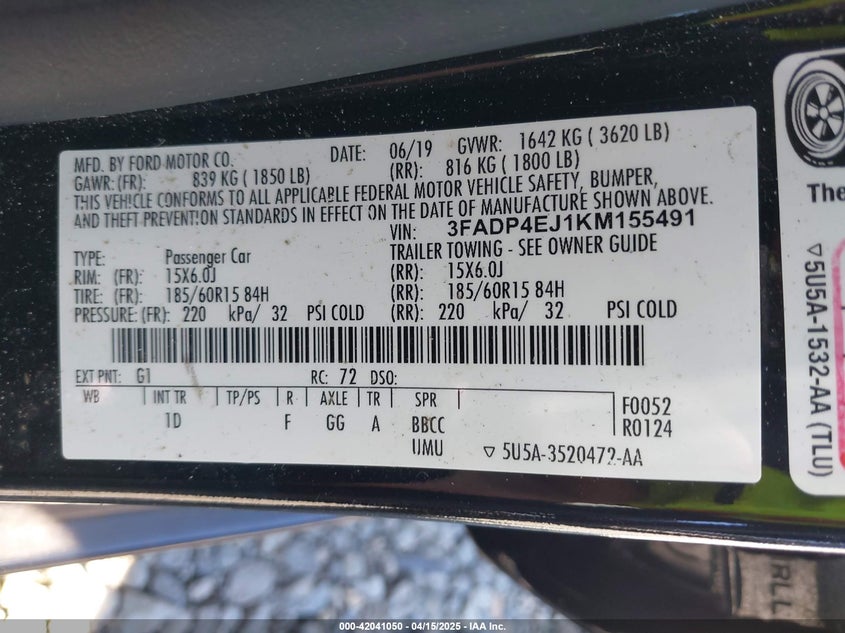 MFD. BY FORD MOTOR CO.
DATE: 06/19
GVWR: 1642 KG ( 3620 LB)
GAWR: (FR): 839 KG ( 1850 LB)
(RR): 816 KG ( 1800 LB)
THIS VEHICLE CONFORMS TO ALL APPLICABLE FEDERAL MOTOR VEHICLE SAFETY, BUMPER,
AND THEFT PREVENTION STANDARDS IN EFFECT ON THE DATE OF MANUFACTURE SHOWN ABOVE.
VIN: 3FADP4EJ1KM155491
TYPE: Passenger Car
TRAILER TOWING - SEE OWNER GUIDE
RIM: (FR): 15X6.0J
(RR): 15X6.0J
TIRE: (FR): 185/60R15 84H
(RR): 185/60R15 84H
PRESSURE: (FR): 220 kPa/ 32 PSI COLD
(RR): 220 kPa/ 32 PSI COLD
EXT PNT: G1
RC: 72 DSO:
WB INT TR TP/PS R AXLE TR SPR
1D F GG A BBCC
UMU
F0052
R0124
▽ 5U5A-3520472-AA
The
▽5U5A-1532-AA (TLU)
RLL
000-42041050 - 04/15/2025 - IAA Inc.